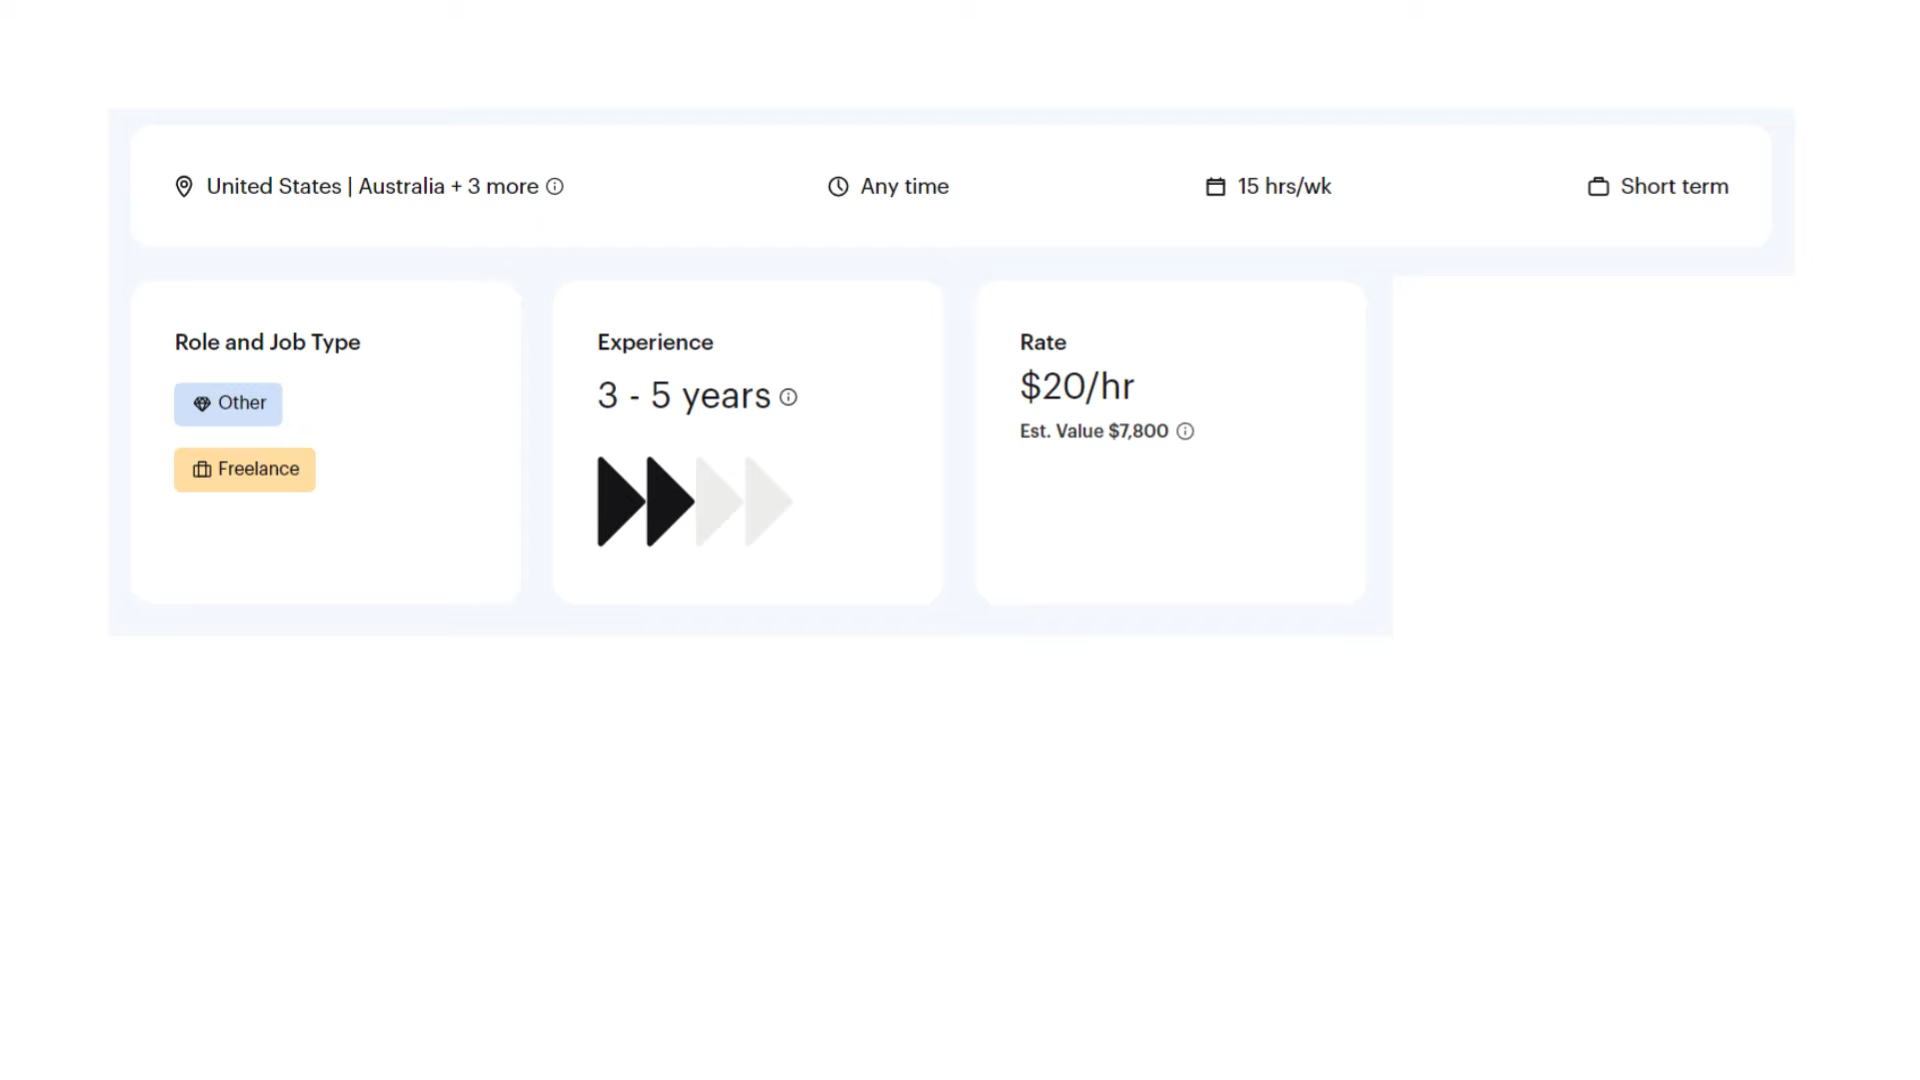 United States | Australia + 3 more
Any time
15 hrs/wk
Short term
Role and Job Type
Other
Freelance
Experience
3 - 5 years
Rate
$20/hr
Est. Value $7,800